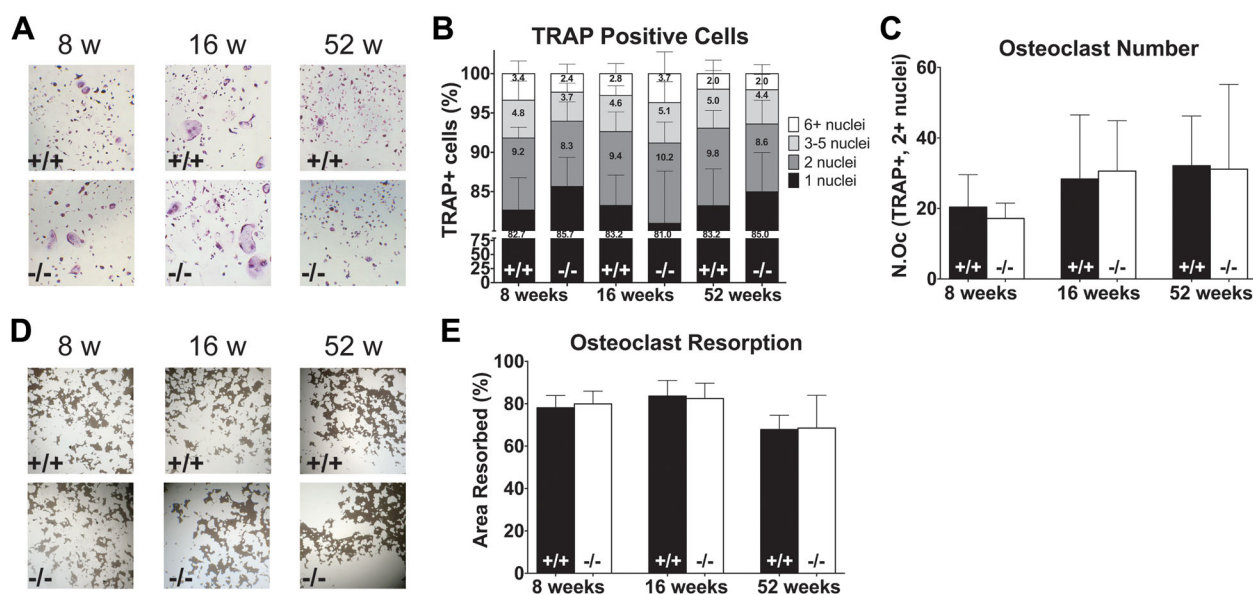 A
8 w 16 w 52 w
+/+ +/+ +/+
-/- -/- -/-
B
TRAP Positive Cells
TRAP+ cells (%)
100
95
90
85
75
50
25
0
3.4 2.4 2.8 3.7 2.0 2.0
4.8 3.7 4.6 5.1 5.0 4.4
9.2 8.3 9.4 10.2 9.8 8.6
82.7 85.7 83.2 81.0 83.2 85.0
+/+ -/- +/+ -/- +/+ -/-
8 weeks 16 weeks 52 weeks
6+ nuclei
3-5 nuclei
2 nuclei
1 nuclei
C
Osteoclast Number
N.Oc (TRAP+, 2+ nuclei)
60
40
20
0
+/+ -/- +/+ -/- +/+ -/-
8 weeks 16 weeks 52 weeks
D
8 w 16 w 52 w
+/+ +/+ +/+
-/- -/- -/-
E
Osteoclast Resorption
Area Resorbed (%)
100
80
60
40
20
0
+/+ -/- +/+ -/- +/+ -/-
8 weeks 16 weeks 52 weeks